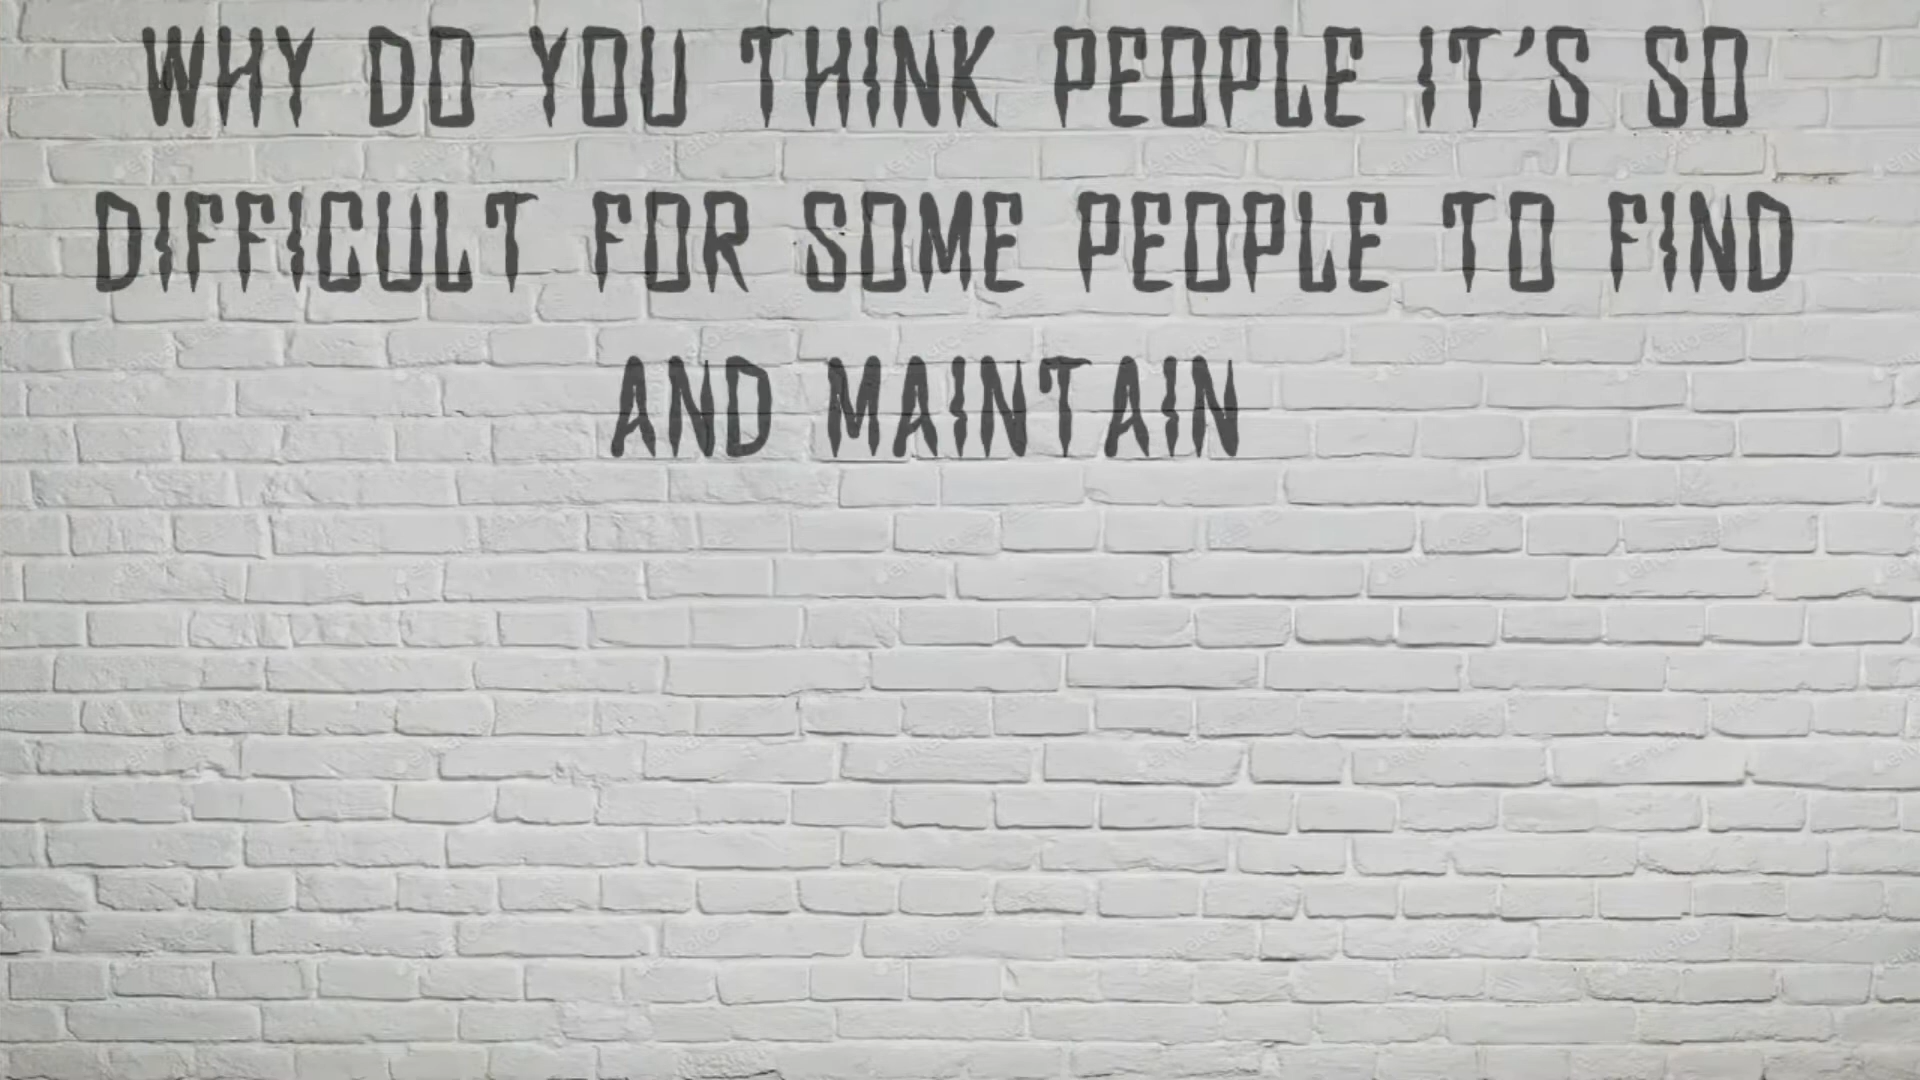 WHY DO YOU THINK PEOPLE IT'S SO
DIFFICULT FOR SOME PEOPLE TO FIND
AND MAINTAIN